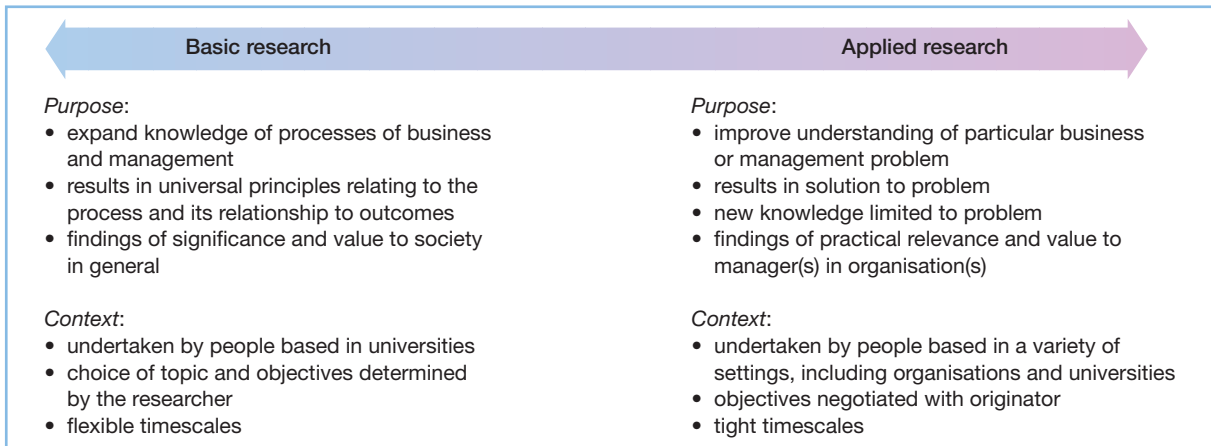 Basic research
Applied research
Purpose:
• expand knowledge of processes of business
and management
• results in universal principles relating to the
process and its relationship to outcomes
• findings of significance and value to society
in general
Context:
• undertaken by people based in universities
• choice of topic and objectives determined
by the researcher
• flexible timescales
Purpose:
• improve understanding of particular business
or management problem
• results in solution to problem
• new knowledge limited to problem
• findings of practical relevance and value to
manager(s) in organisation(s)
Context:
• undertaken by people based in a variety of
settings, including organisations and universities
• objectives negotiated with originator
• tight timescales